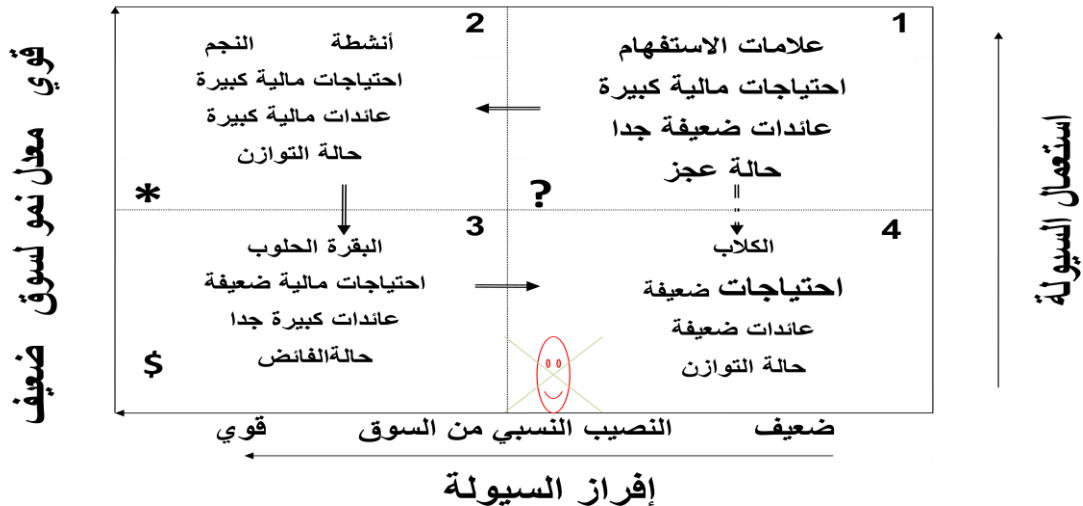 1
علامات الاستفهام
احتياجات مالية كبيرة
عائدات ضعيفة جدا
حالة عجز
?
2
أنشطة النجم
احتياجات مالية كبيرة
عائدات مالية كبيرة
حالة التوازن
*
3
البقرة الحلوب
احتياجات مالية ضعيفة
عائدات كبيرة جدا
حالةالفائض
$
4
الكلاب
احتياجات ضعيفة
عائدات ضعيفة
حالة التوازن
استعمال السيولة
قوي معدل نمو لسوق ضعيف
ضعيف النصيب النسبي من السوق قوي
إفراز السيولة